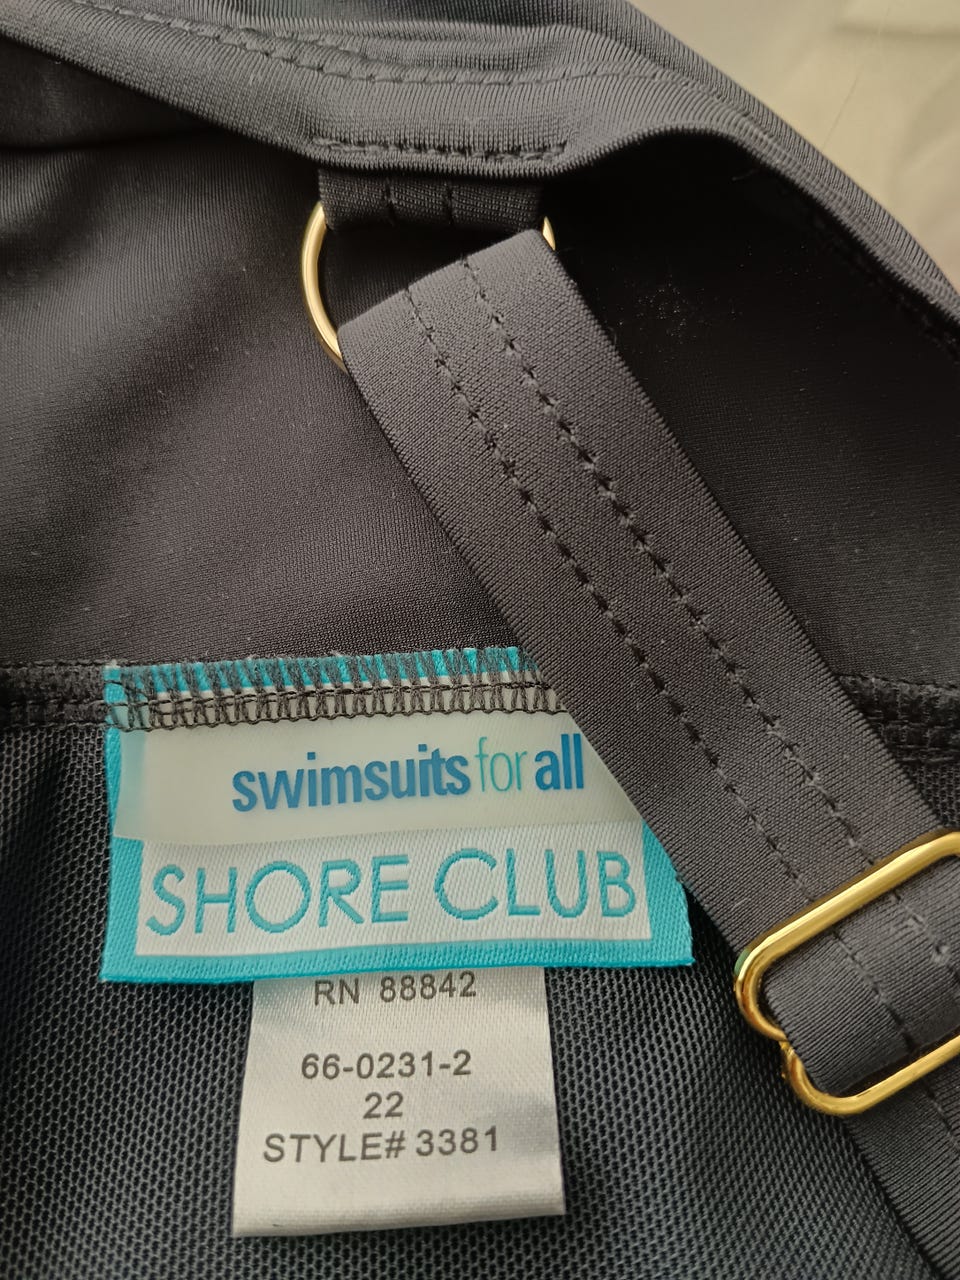 swimsuits for all
SHORE CLUB
RN 88842
66-0231-2
22
STYLE# 3381